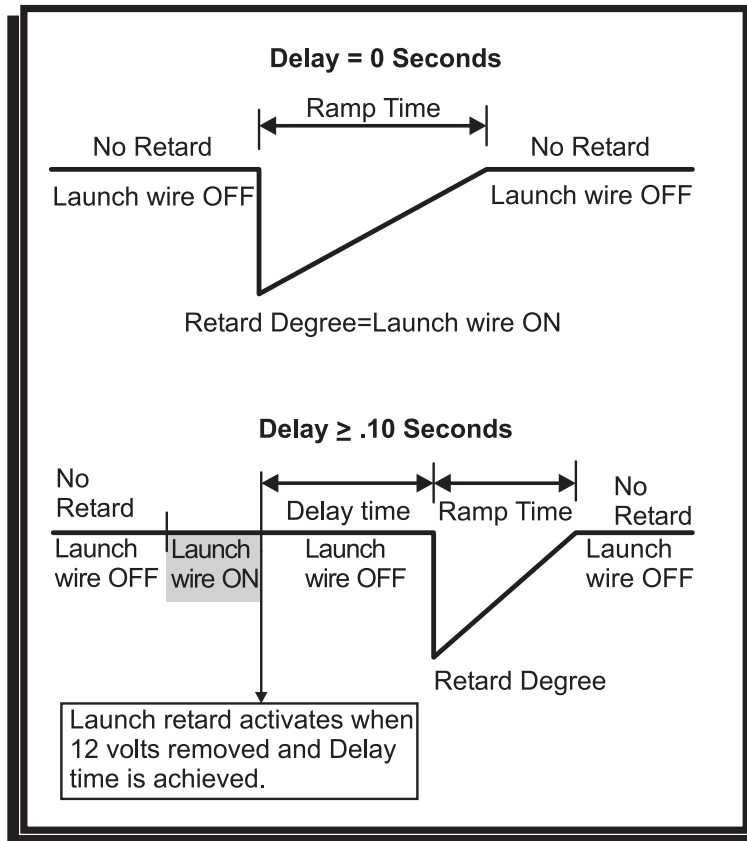 Delay = 0 Seconds
Ramp Time
No Retard
No Retard
Launch wire OFF
Launch wire OFF
Retard Degree=Launch wire ON
Delay ≥ .10 Seconds
No
Retard
Delay time
Ramp Time
No
Retard
Launch
wire OFF
Launch
wire ON
Launch
wire OFF
Launch
wire OFF
Retard Degree
Launch retard activates when
12 volts removed and Delay
time is achieved.